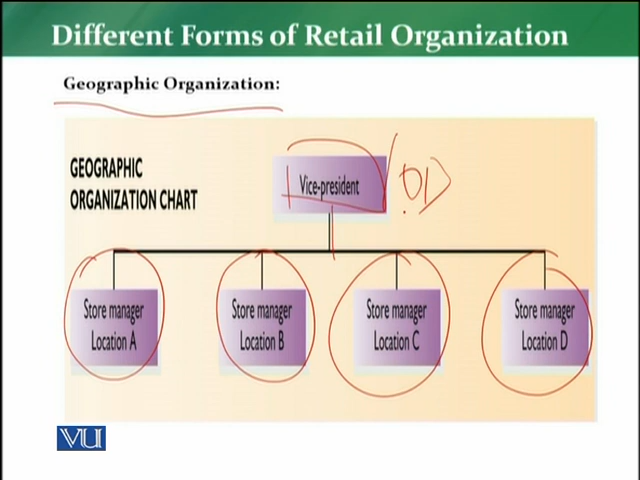 Different Forms of Retail Organization
Geographic Organization:
GEOGRAPHIC
ORGANIZATION CHART
Vice-president
Store manager
Location A
Store manager
Location B
Store manager
Location C
Store manager
Location D
VU